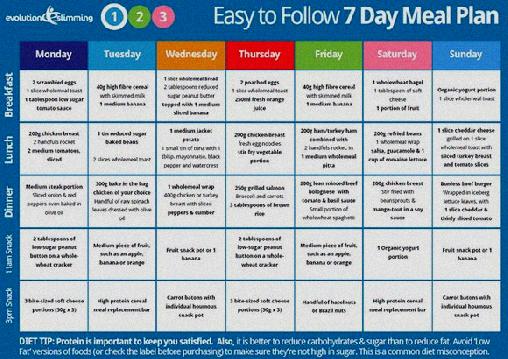 evolution Slimming
1 2 3
Easy to Follow 7 Day Meal Plan
Monday Tuesday Wednesday Thursday Friday Saturday Sunday
Breakfast
2 scrambled eggs
1 slice wholemeal toast
1 tablespoon low sugar
tomato sauce
40g high fibre cereal
with skimmed milk
1 medium banana
1 slice wholemeal bread
2 tablespoons reduced
sugar peanut butter
topped with 1 medium
sliced banana
2 poached eggs
1 slice wholemeal toast
250ml fresh orange
juice
40g high fibre cereal
with skimmed milk
1 medium banana
1 wholewheat bagel
1 tablespoon of soft
cheese
1 portion of fruit
Organic yogurt portion
1 slice wholemeal toast
Lunch
200g chicken breast
2 handfuls rocket
2 medium tomatoes,
sliced
1 tin reduced sugar
baked beans
2 slices wholemeal toast
1 medium jacket
potato
1 small tin of tuna with 1
tbsp. mayonnaise, black
pepper and watercress
200g chicken breast
stir fry vegetable
portion
200g ham/turkey ham
combined with
2 handfuls rocket, in
1 medium wholemeal
pitta
200g refried beans
1 wholemeal wrap
salsa, guacamole & 1
cup of romaine lettuce
1 slice cheddar cheese
grilled on 1 slice
wholemeal toast with
sliced turkey breast
and tomato slices
Dinner
Medium steak portion
Sliced onion & red
peppers oven baked in
olive oil
200g bake in the bag
chicken of your choice
Handful of raw spinach
leaves dressed with olive
oil
1 wholemeal wrap
400g chicken or turkey
breast with sliced
peppers & cumber
250g grilled salmon
Broccoli and carrots
3 tablespoons of brown
rice
200g lean mince beef
bolognese with
tomato & basil sauce
Small portion of
wholewheat spaghetti
200g chicken breast
Stir fried with
beansprouts &
mange-tout in soy
sauce
Bunless beef burger
Wrapped in iceberg
lettuce leaves, with
1 slice cheddar &
thinly sliced tomato
11am Snack
2 tablespoons of
low-sugar peanut
butter on a whole-
wheat cracker
Medium piece of fruit,
such as an apple,
banana or orange
Fruit snack pot or 1
banana
2 tablespoons of
low-sugar peanut
butter on a whole-
wheat cracker
Medium piece of fruit,
such as an apple,
banana or orange
1 Organic yogurt
portion
Fruit snack pot or 1
banana
3pm Snack
3 bite-sized soft cheese
portions (30g x 3)
High protein cereal
meal replacement bar
Carrot batons with
individual houmous
snack pot
3 bite-sized soft cheese
portions (30g x 3)
Handful of hazelnuts
or Brazil nuts
High protein cereal
meal replacement bar
Carrot batons with
individual houmous
snack pot
DIET TIP: Protein is important to keep you satisfied. Also, it is better to reduce carbohydrates & sugar than to reduce fat. Avoid 'Low
Fat' versions of foods (or check the label before purchasing) to make sure they're not high in sugar. This is a common diet misconception.